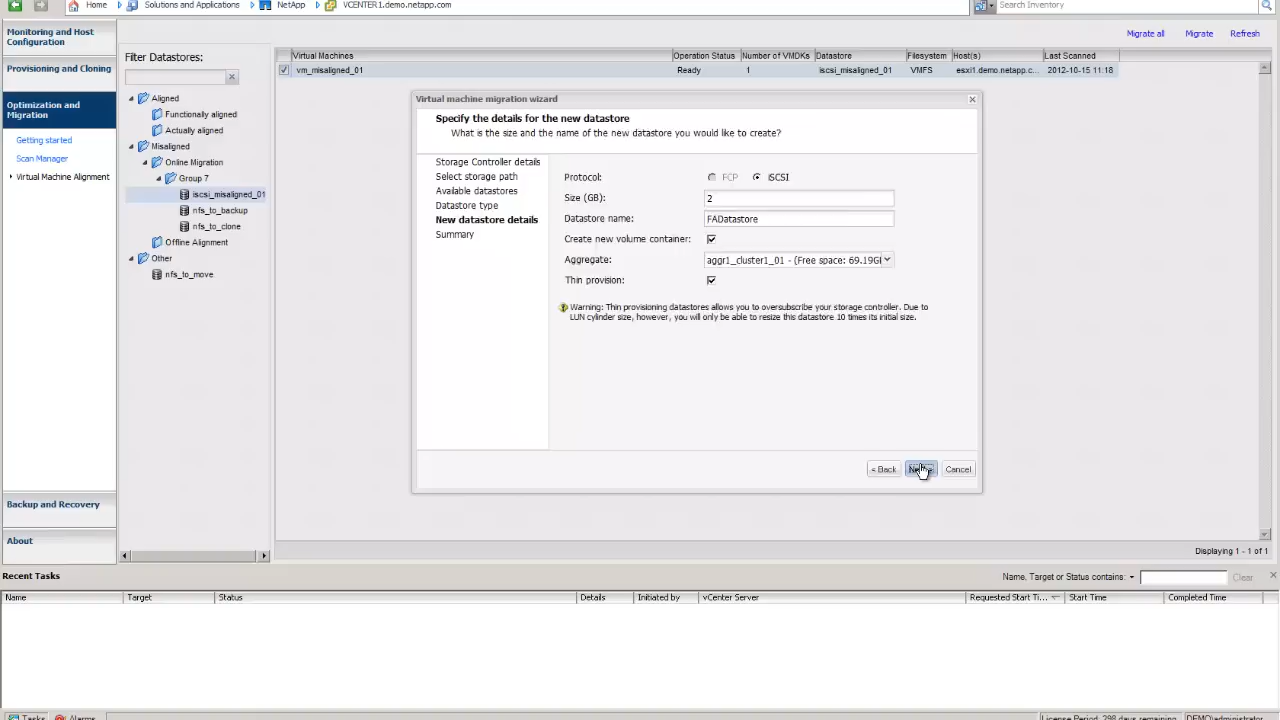 Home
Solutions and Applications
NetApp
VCENTER1.demo.netapp.com
Search Inventory
Monitoring and Host
Configuration
Provisioning and Cloning
Optimization and
Migration
Getting started
Scan Manager
Virtual Machine Alignment
Backup and Recovery
About
Filter Datastores:
Aligned
Functionally aligned
Actually aligned
Misaligned
Online Migration
Group 7
iscsi_misaligned_01
nfs_to_backup
nfs_to_clone
Offline Alignment
Other
nfs_to_move
Migrate all Migrate Refresh
Virtual Machines Operation Status Number of VMDKs Datastore Filesystem Host(s) Last Scanned
vm_misaligned_01 Ready 1 iscsi_misaligned_01 VMFS esxi1.demo.netapp.c... 2012-10-15 11:18
Virtual machine migration wizard
Specify the details for the new datastore
What is the size and the name of the new datastore you would like to create?
Storage Controller details
Select storage path
Available datastores
Datastore type
New datastore details
Summary
Protocol: FCP iSCSI
Size (GB): 2
Datastore name: FADatastore
Create new volume container:
Aggregate: aggr1_cluster1_01 - (Free space: 69.19G
Thin provision:
Warning: Thin provisioning datastores allows you to oversubscribe your storage controller. Due to
LUN cylinder size, however, you will only be able to resize this datastore 10 times its initial size.
< Back Cancel
Displaying 1 - 1 of 1
Recent Tasks
Name, Target or Status contains: Clear
Name Target Status Details Initiated by vCenter Server Requested Start Ti... Start Time Completed Time
Tasks Alarms
License Period: 298 days remaining DEMO\administrator